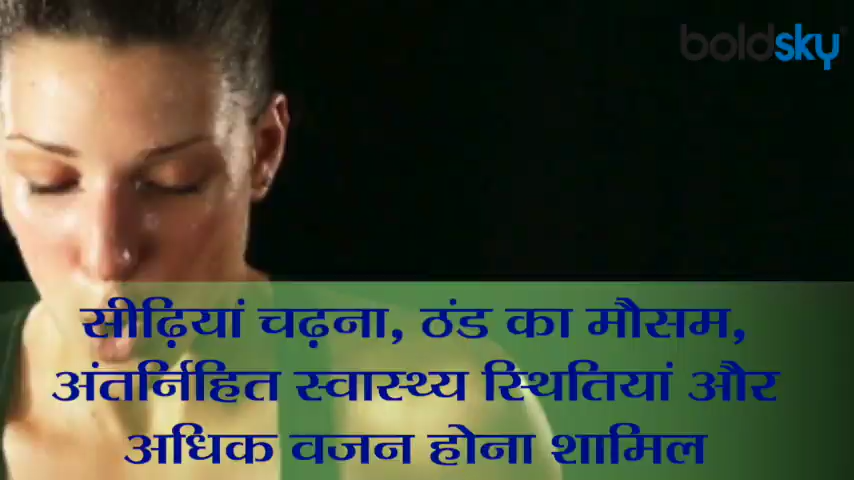 boldsky
सीढ़ियां चढ़ना, ठंड का मौसम,
अंतर्निहित स्वास्थ्य स्थितियां और
अधिक वजन होना शामिल